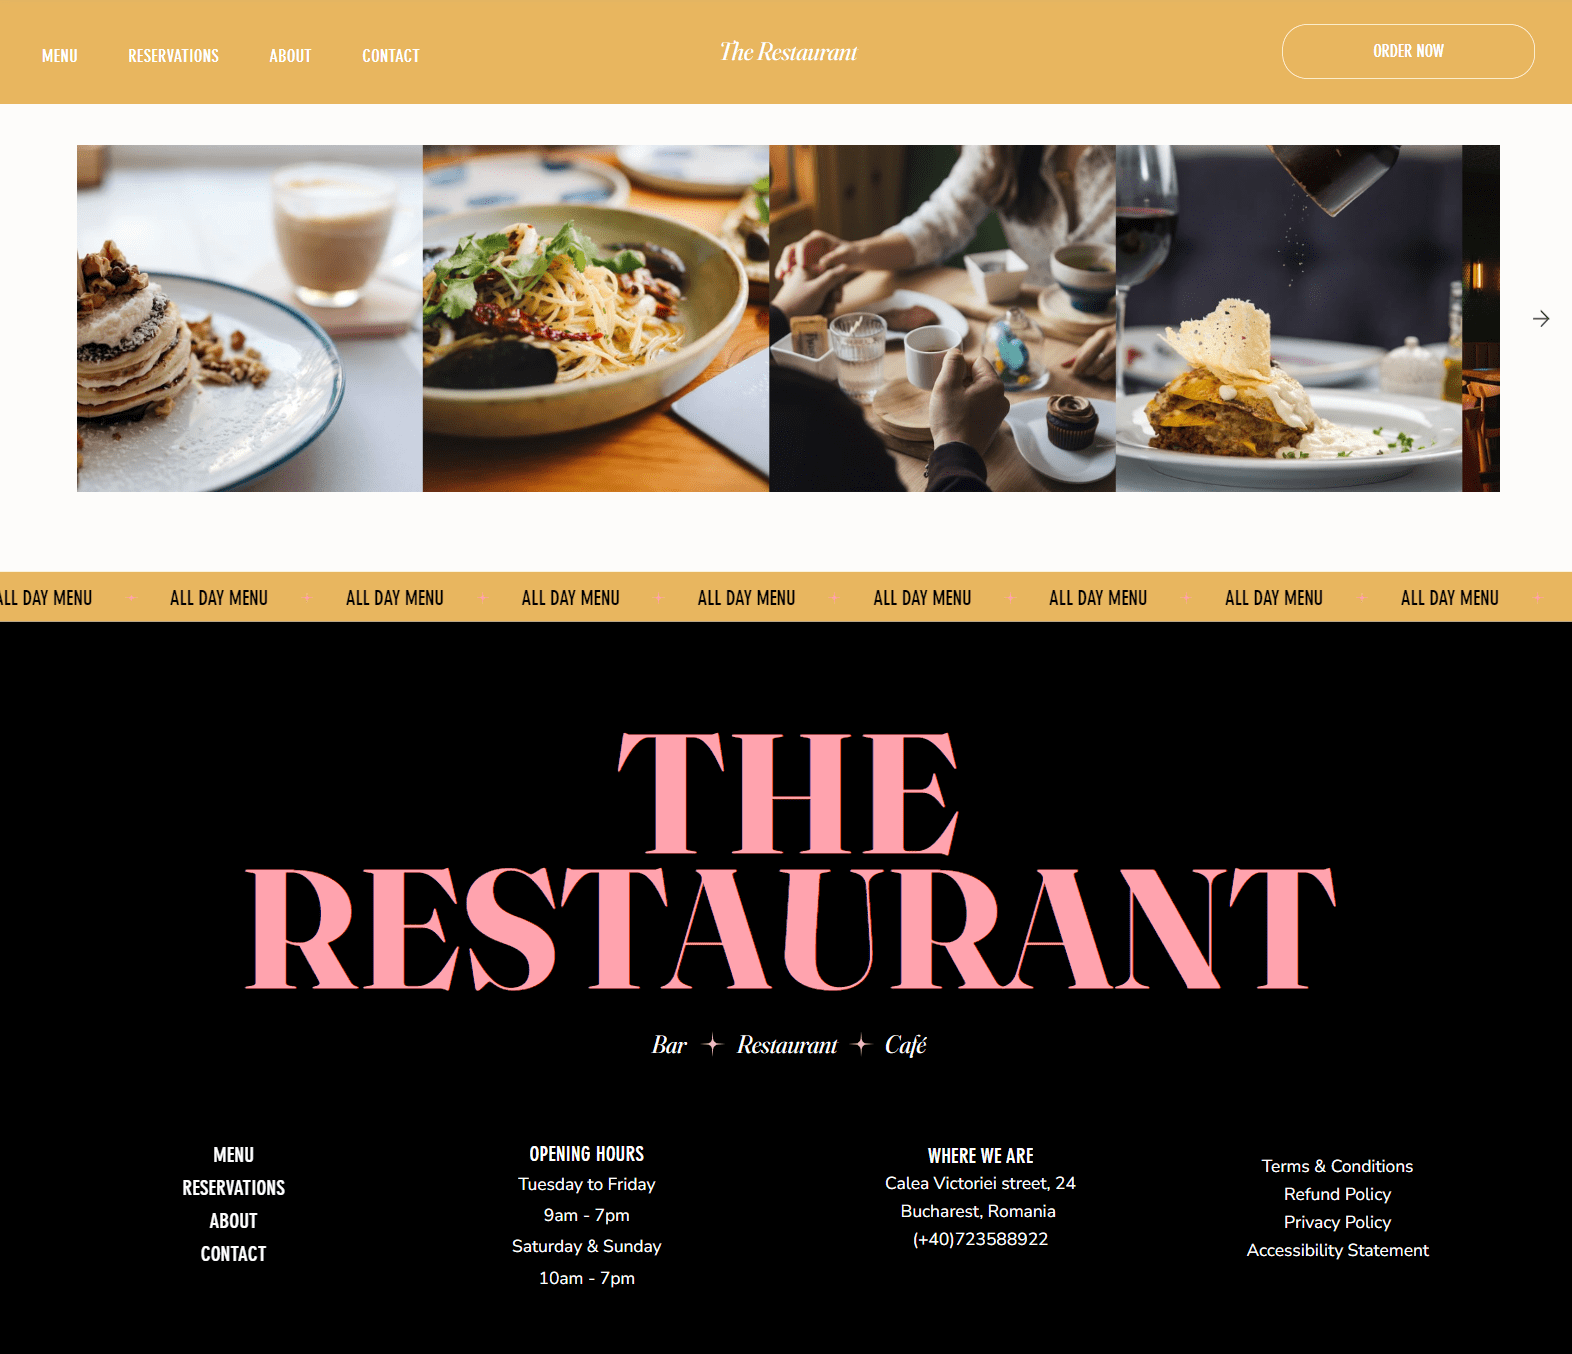 MENU RESERVATIONS ABOUT CONTACT The Restaurant ORDER NOW
ALL DAY MENU ALL DAY MENU ALL DAY MENU ALL DAY MENU ALL DAY MENU ALL DAY MENU ALL DAY MENU ALL DAY MENU ALL DAY MENU
THE
RESTAURANT
Bar Restaurant Café
MENU
RESERVATIONS
ABOUT
CONTACT
OPENING HOURS
Tuesday to Friday
9am - 7pm
Saturday & Sunday
10am - 7pm
WHERE WE ARE
Calea Victoriei street, 24
Bucharest, Romania
(+40)723588922
Terms & Conditions
Refund Policy
Privacy Policy
Accessibility Statement